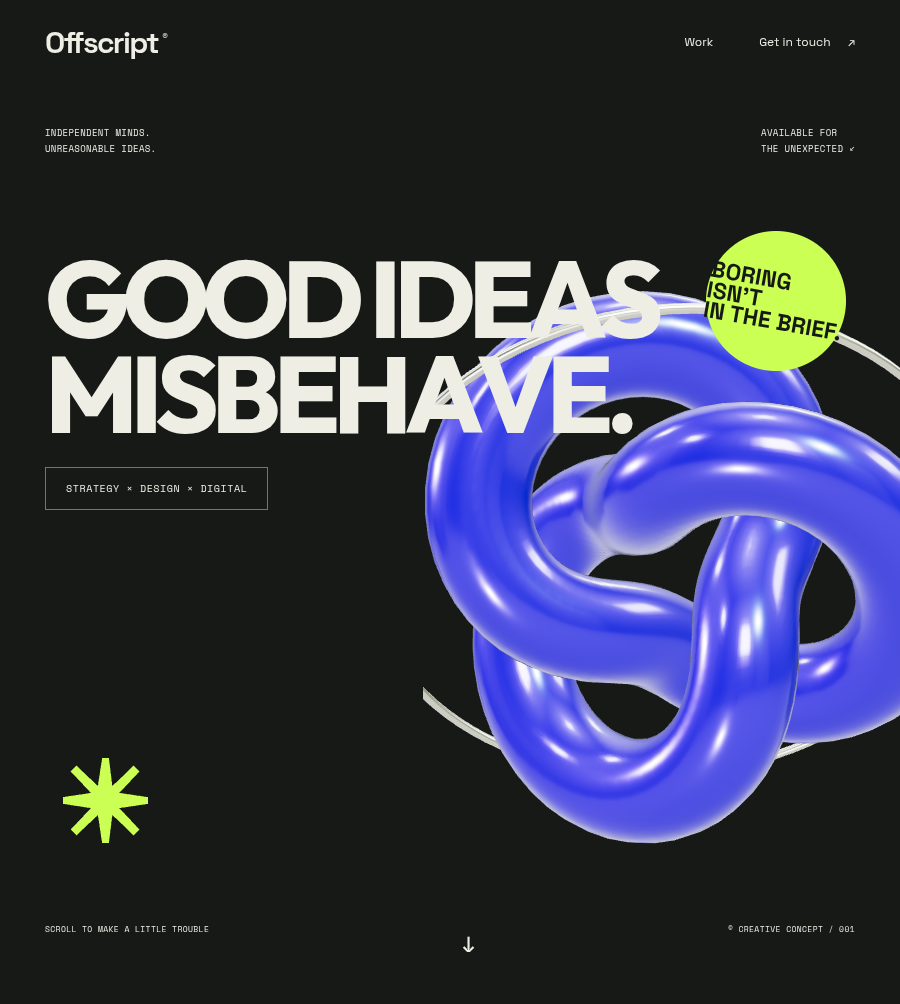 Offscript®
Work
Get in touch ↗
INDEPENDENT MINDS.
UNREASONABLE IDEAS.
AVAILABLE FOR
THE UNEXPECTED ↙
GOOD IDEAS
MISBEHAVE.
BORING
ISN'T
IN THE BRIEF.
STRATEGY × DESIGN × DIGITAL
SCROLL TO MAKE A LITTLE TROUBLE
↓
© CREATIVE CONCEPT / 001